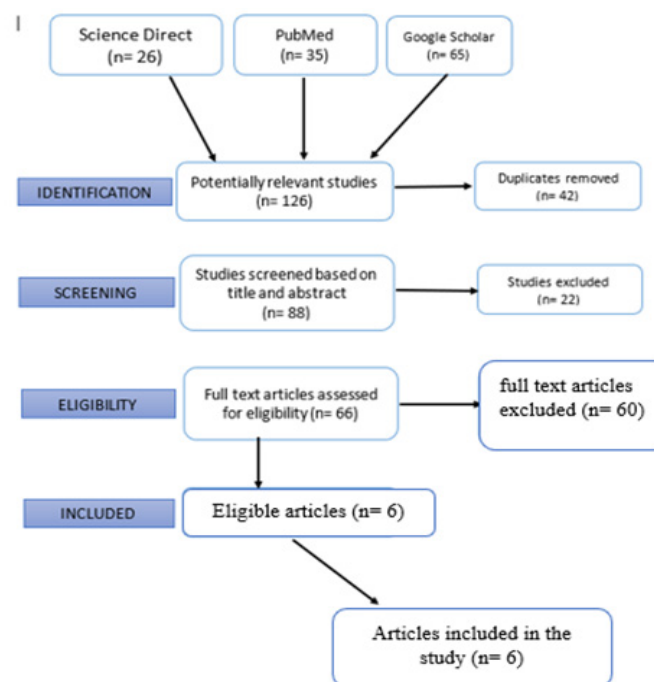 Science Direct
(n= 26)
PubMed
(n= 35)
Google Scholar
(n= 65)
IDENTIFICATION
Potentially relevant studies
(n= 126)
Duplicates removed
(n= 42)
SCREENING
Studies screened based on
title and abstract
(n= 88)
Studies excluded
(n= 22)
ELIGIBILITY
Full text articles assessed
for eligibility (n= 66)
full text articles
excluded (n= 60)
INCLUDED
Eligible articles (n= 6)
Articles included in the
study (n= 6)